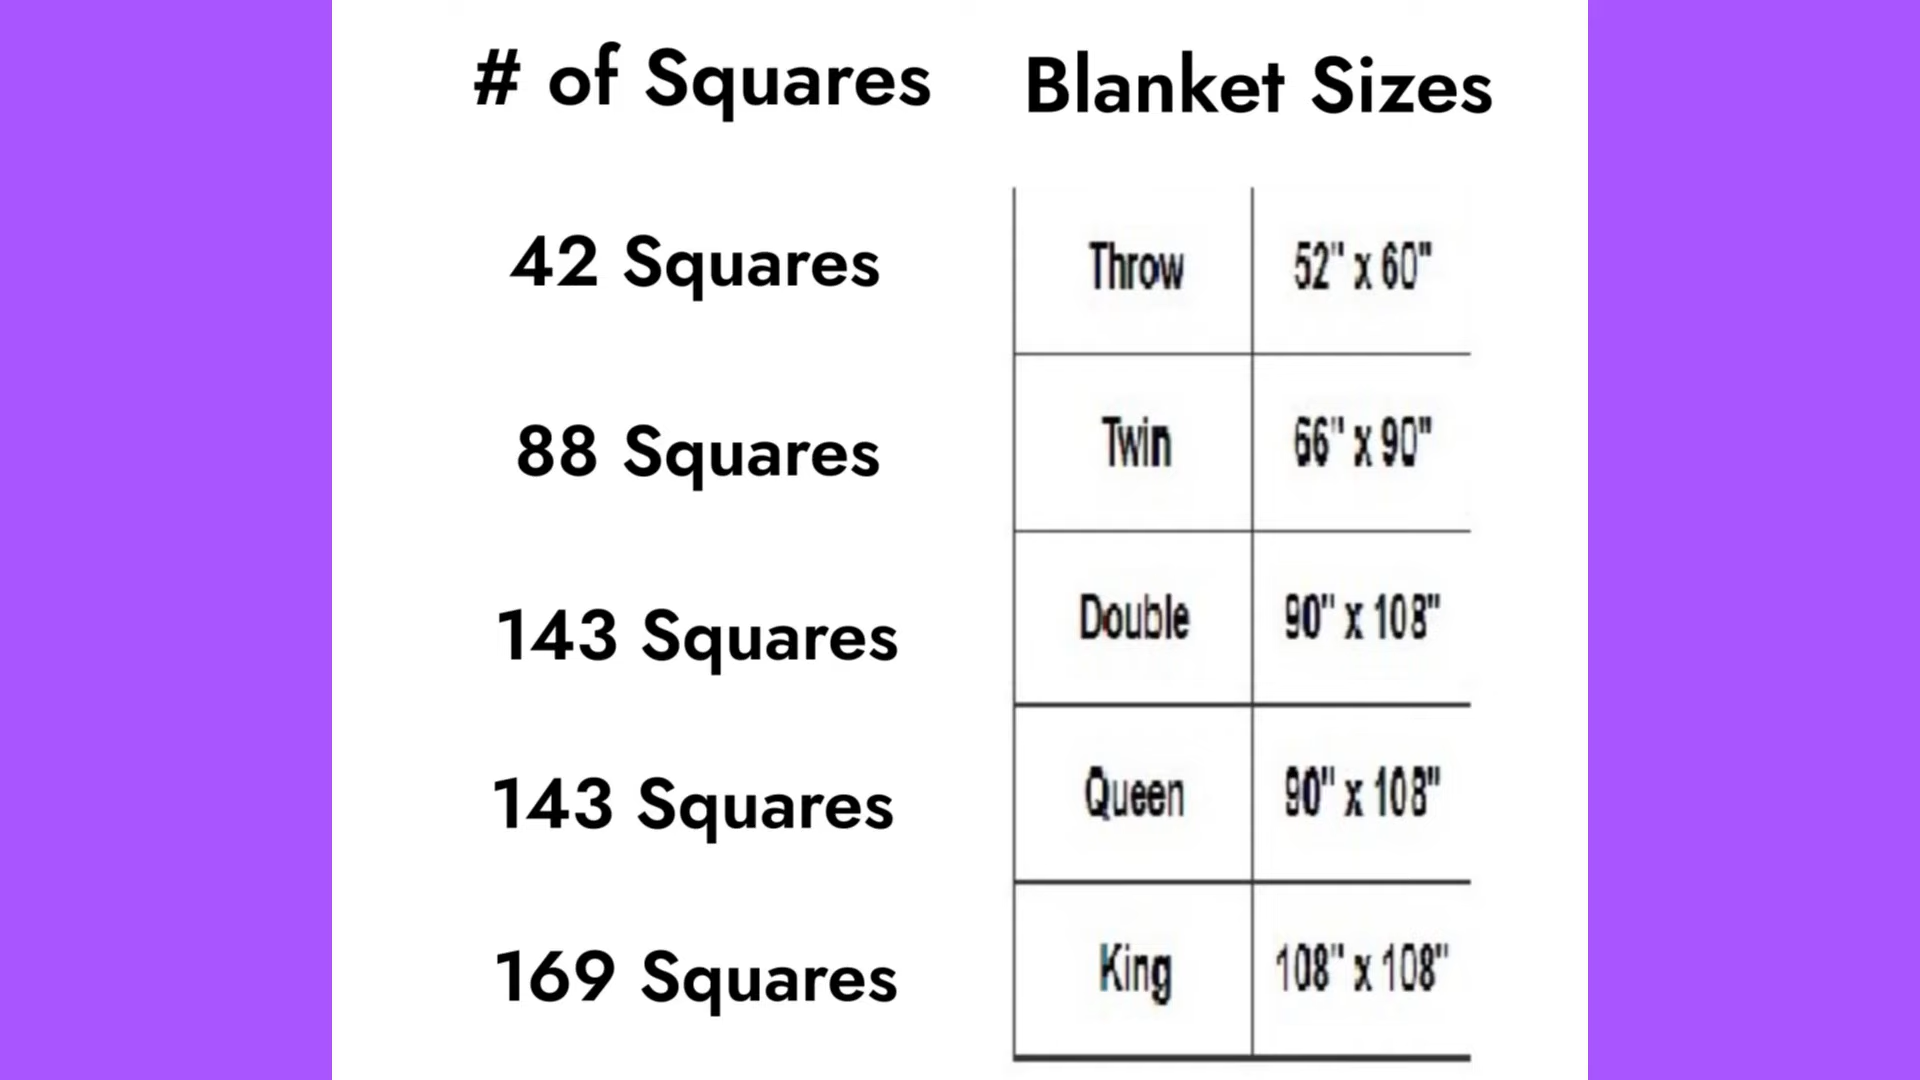 # of Squares Blanket Sizes
42 Squares Throw 52" x 60"
88 Squares Twin 66" x 90"
143 Squares Double 90" x 108"
143 Squares Queen 90" x 108"
169 Squares King 108" x 108"